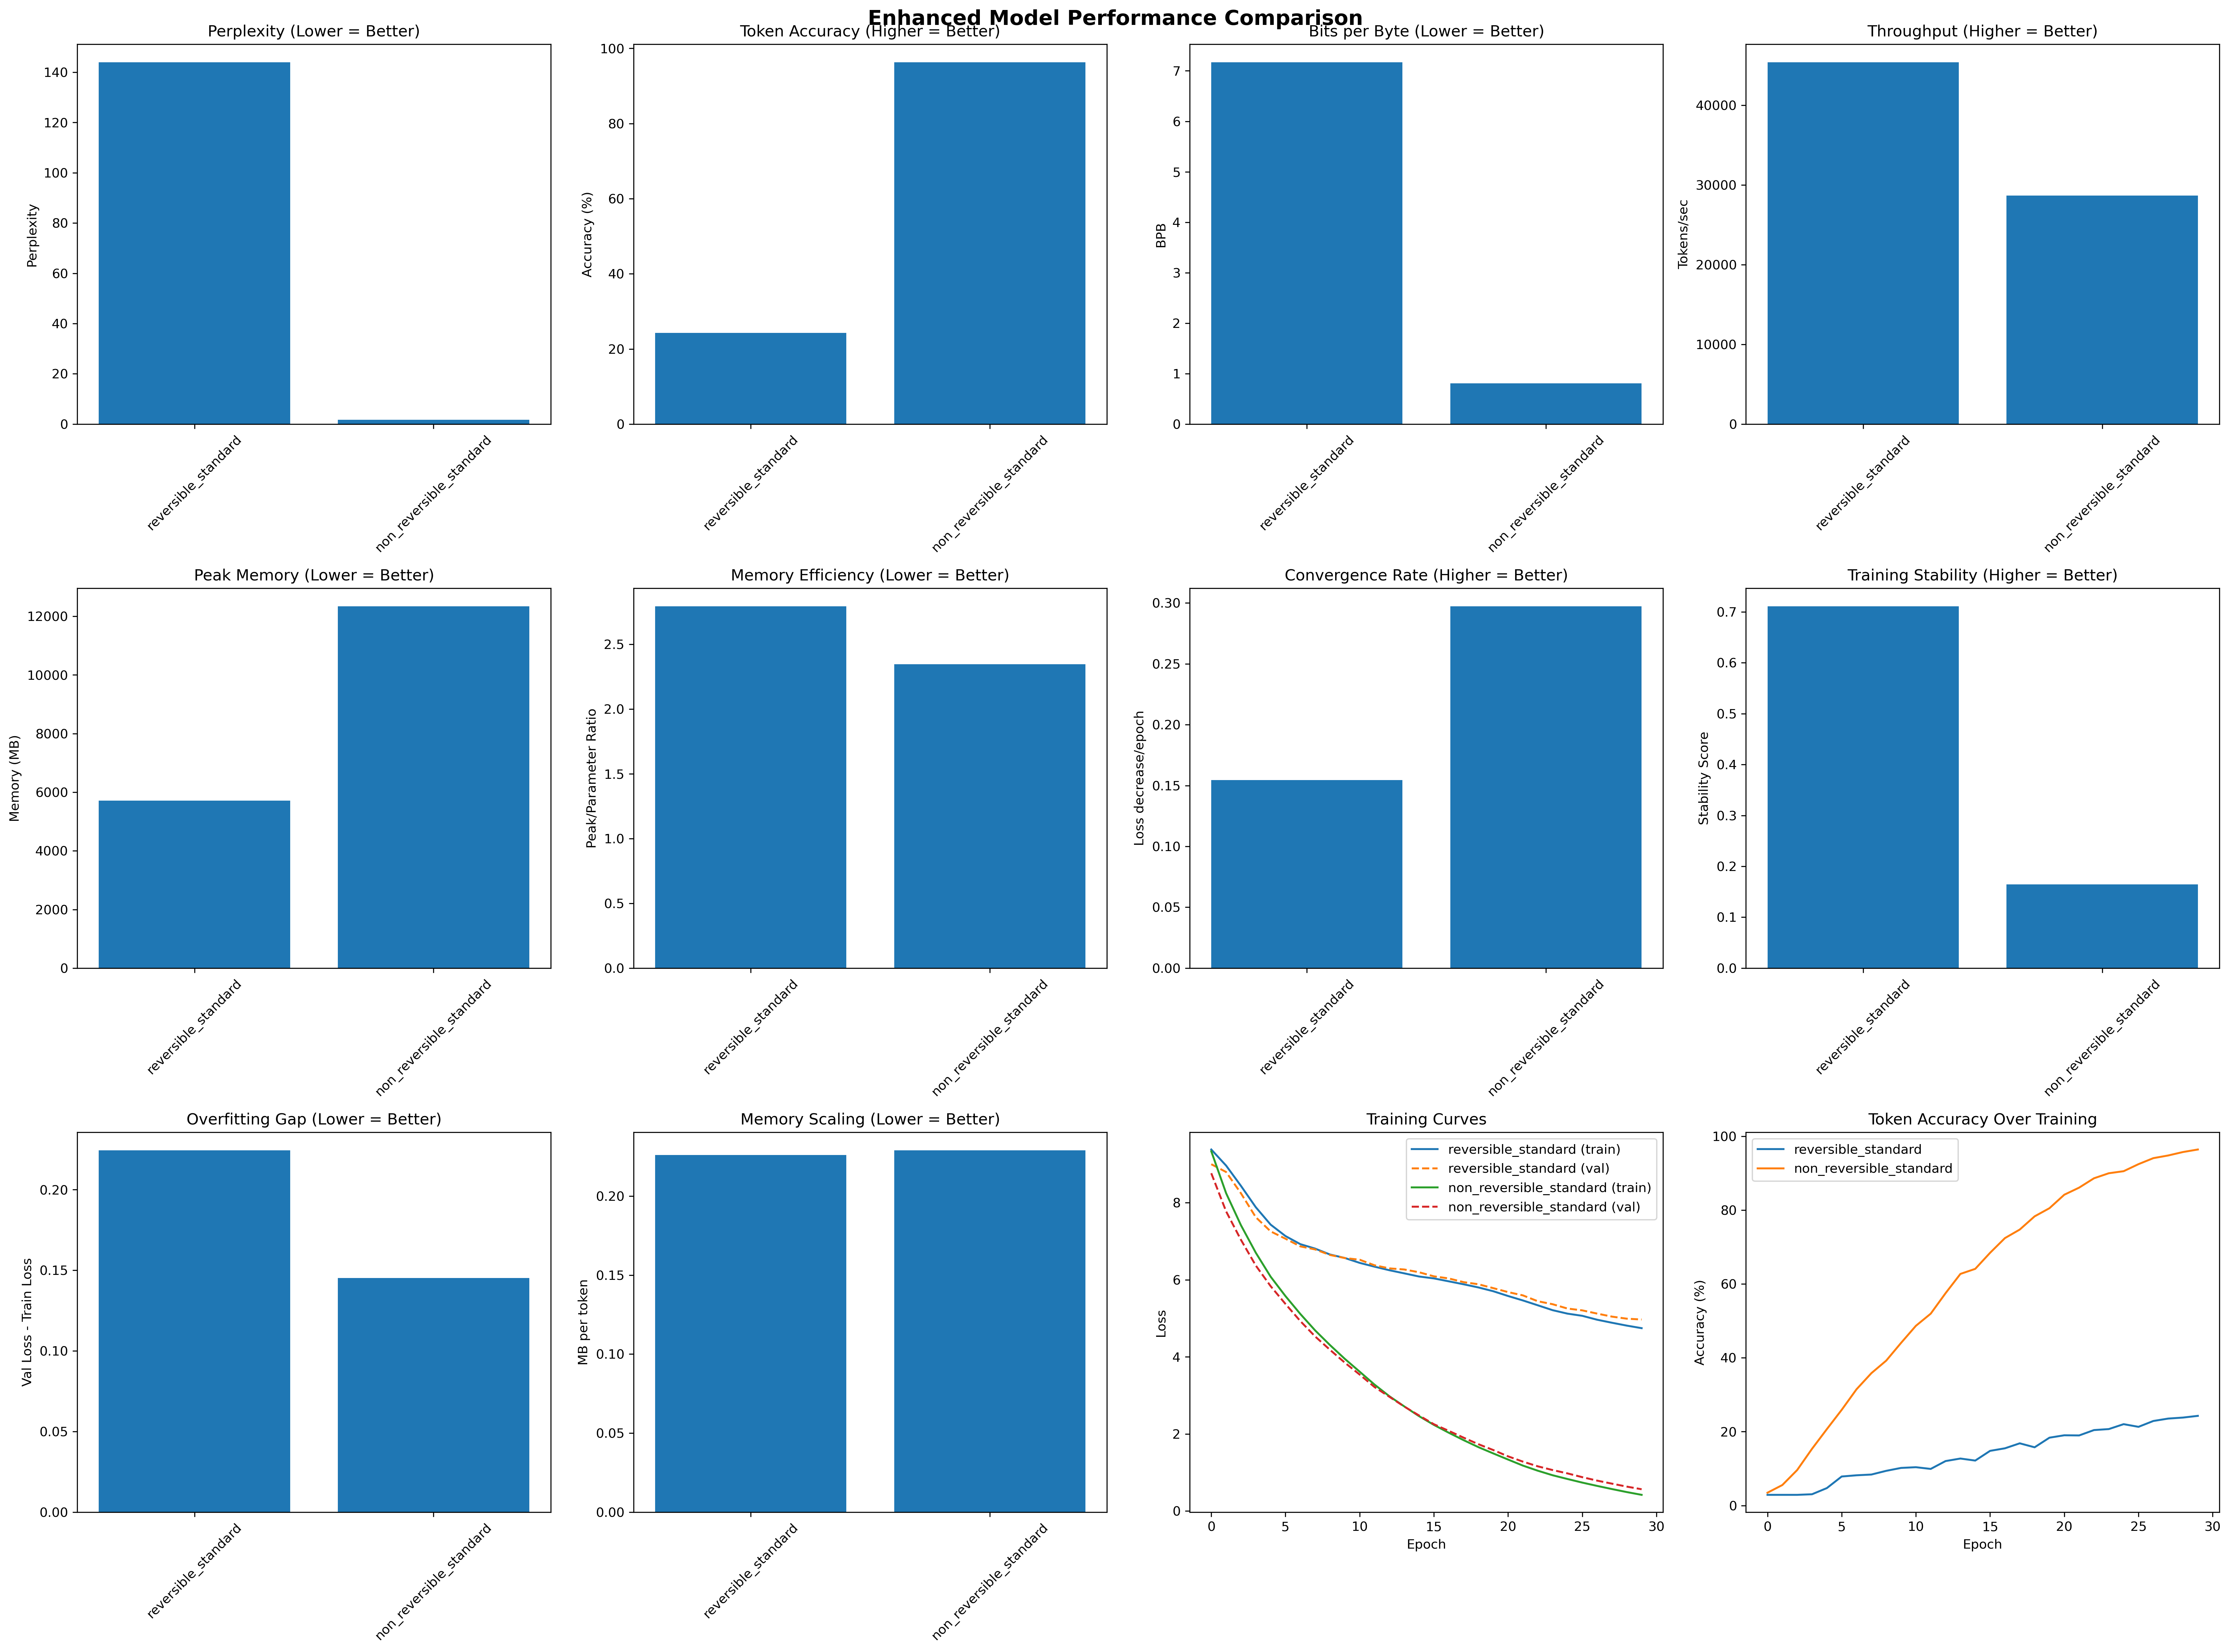 Enhanced Model Performance Comparison
Perplexity (Lower = Better)
Perplexity
140
120
100
80
60
40
20
0
reversible_standard
non_reversible_standard
Token Accuracy (Higher = Better)
Accuracy (%)
100
80
60
40
20
0
reversible_standard
non_reversible_standard
Bits per Byte (Lower = Better)
BPB
7
6
5
4
3
2
1
0
reversible_standard
non_reversible_standard
Throughput (Higher = Better)
Tokens/sec
40000
30000
20000
10000
0
reversible_standard
non_reversible_standard
Peak Memory (Lower = Better)
Memory (MB)
12000
10000
8000
6000
4000
2000
0
reversible_standard
non_reversible_standard
Memory Efficiency (Lower = Better)
Peak/Parameter Ratio
2.5
2.0
1.5
1.0
0.5
0.0
reversible_standard
non_reversible_standard
Convergence Rate (Higher = Better)
Loss decrease/epoch
0.30
0.25
0.20
0.15
0.10
0.05
0.00
reversible_standard
non_reversible_standard
Training Stability (Higher = Better)
Stability Score
0.7
0.6
0.5
0.4
0.3
0.2
0.1
0.0
reversible_standard
non_reversible_standard
Overfitting Gap (Lower = Better)
Val Loss - Train Loss
0.20
0.15
0.10
0.05
0.00
reversible_standard
non_reversible_standard
Memory Scaling (Lower = Better)
MB per token
0.20
0.15
0.10
0.05
0.00
reversible_standard
non_reversible_standard
Training Curves
reversible_standard (train)
reversible_standard (val)
non_reversible_standard (train)
non_reversible_standard (val)
Loss
8
6
4
2
0
0 5 10 15 20 25 30
Epoch
Token Accuracy Over Training
reversible_standard
non_reversible_standard
Accuracy (%)
100
80
60
40
20
0
0 5 10 15 20 25 30
Epoch